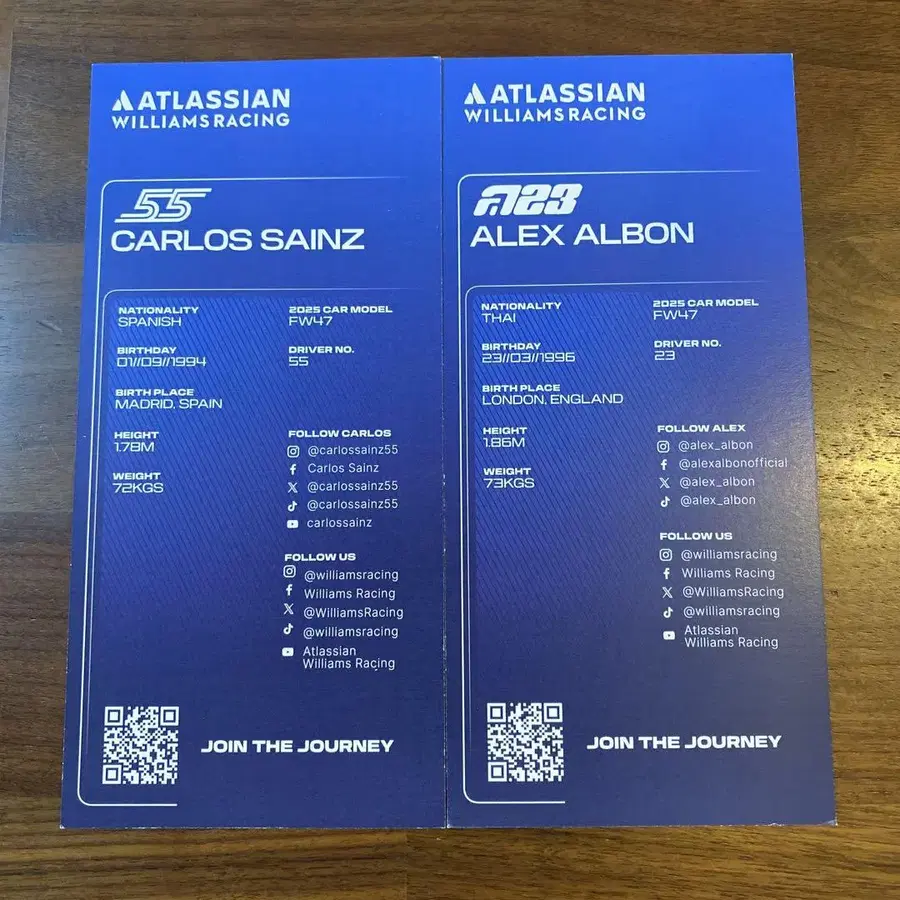 ATLASSIAN
WILLIAMS RACING
55
CARLOS SAINZ
NATIONALITY
SPANISH
2025 CAR MODEL
FW47
BIRTHDAY
01//09//1994
DRIVER NO.
55
BIRTH PLACE
MADRID, SPAIN
HEIGHT
1.78M
WEIGHT
72KGS
FOLLOW CARLOS
@carlossainz55
Carlos Sainz
@carlossainz55
@carlossainz55
carlossainz
FOLLOW US
@williamsracing
Williams Racing
@WilliamsRacing
@williamsracing
Atlassian
Williams Racing
JOIN THE JOURNEY
ATLASSIAN
WILLIAMS RACING
A23
ALEX ALBON
NATIONALITY
THAI
2025 CAR MODEL
FW47
BIRTHDAY
23//03//1996
DRIVER NO.
23
BIRTH PLACE
LONDON, ENGLAND
HEIGHT
1.86M
WEIGHT
73KGS
FOLLOW ALEX
@alex_albon
@alexalbonofficial
@alex_albon
@alex_albon
FOLLOW US
@williamsracing
Williams Racing
@WilliamsRacing
@williamsracing
Atlassian
Williams Racing
JOIN THE JOURNEY